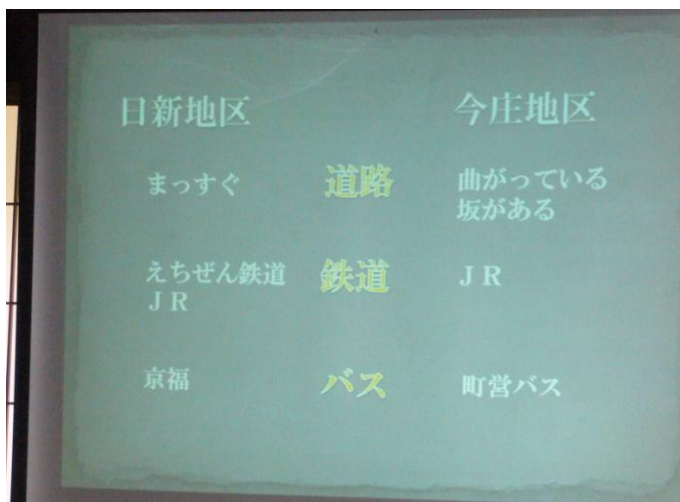 日新地区 今庄地区
まっすぐ 道路 曲がっている
坂がある
えちぜん鉄道 鉄道 JR
JR
京福 バス 町営バス